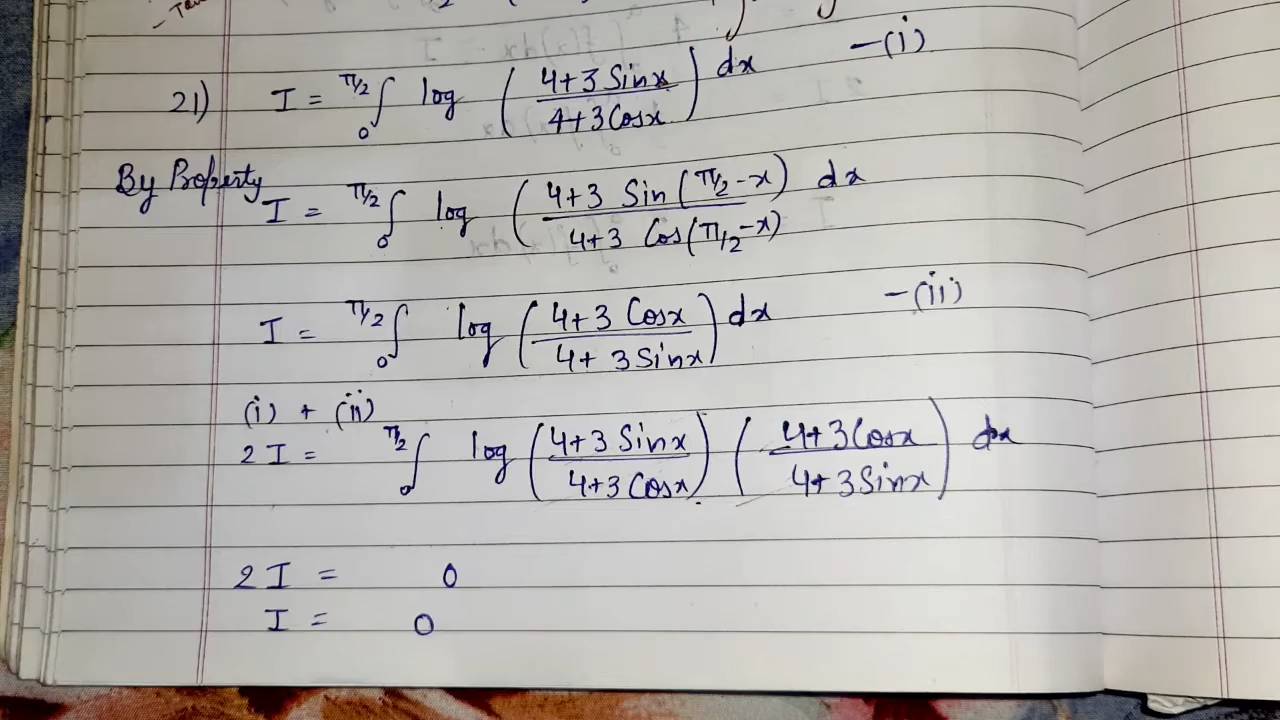 21) I = π/2∫0 log (4+3 Sinx / 4+3 Cosx) dx —(i)
By Property
I = π/2∫0 log (4+3 Sin(π/2-x) / 4+3 Cos(π/2-x) dx
I = π/2∫0 log (4+3 Cosx / 4+ 3 Sinx) dx —(ii)
(i) + (ii)
2 I = π/2∫0 log (4+3 Sinx / 4+3 Cosx) (4+3 Cosx / 4+3 Sinx) dx
2 I = 0
I = 0